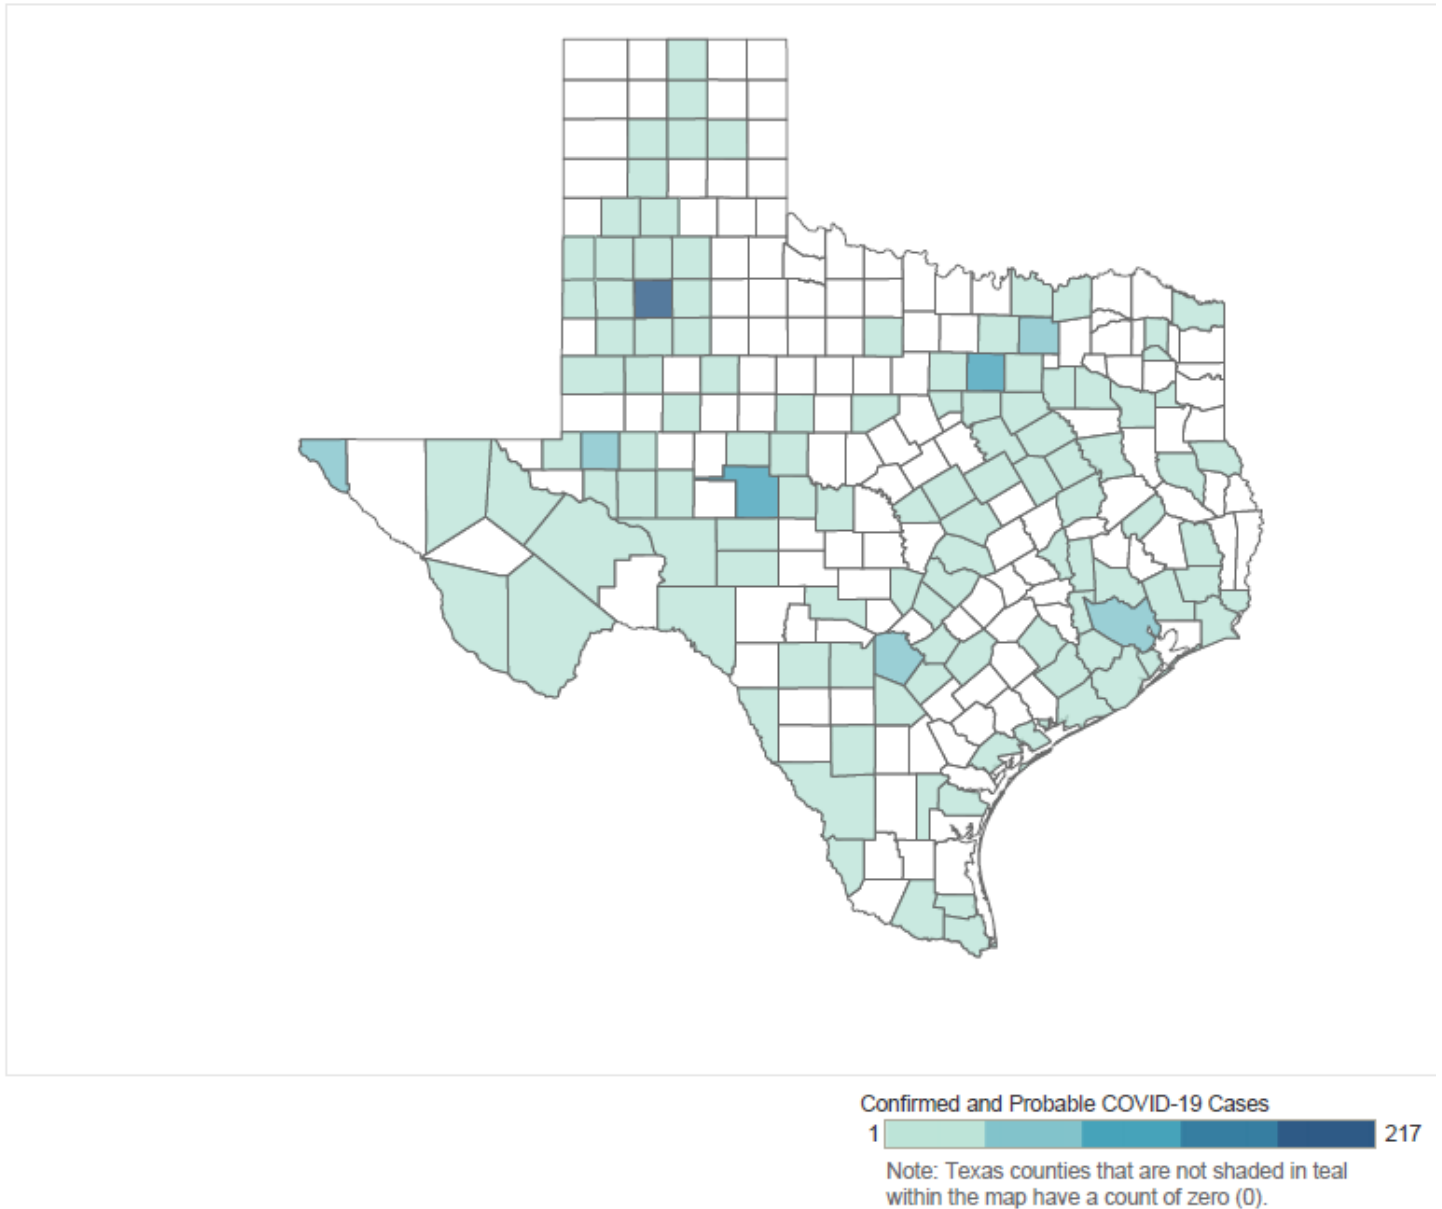 Confirmed and Probable COVID-19 Cases
1 217
Note: Texas counties that are not shaded in teal
within the map have a count of zero (0).